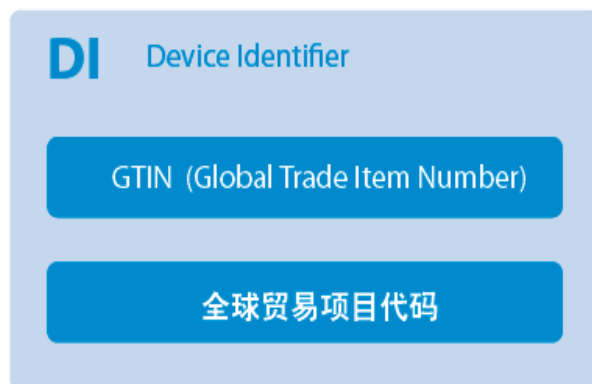 DI Device Identifier
GTIN (Global Trade Item Number)
全球贸易项目代码